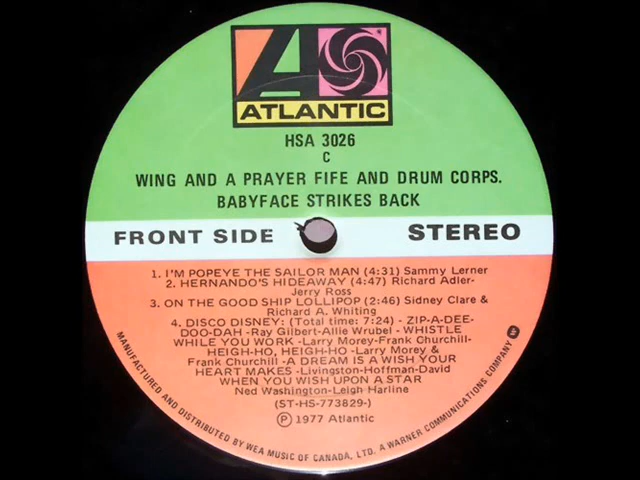 ATLANTIC
HSA 3026
C
WING AND A PRAYER FIFE AND DRUM CORPS.
BABYFACE STRIKES BACK
FRONT SIDE STEREO
1. I'M POPEYE THE SAILOR MAN (4:31) Sammy Lerner
2. HERNANDO'S HIDEAWAY (4:47) Richard Adler-
Jerry Ross
3. ON THE GOOD SHIP LOLLIPOP (2:46) Sidney Clare &
Richard A. Whiting
4. DISCO DISNEY: (Total time: 7:24) - ZIP-A-DEE-
DOO-DAH -Ray Gilbert-Allie Wrubel - WHISTLE
WHILE YOU WORK -Larry Morey-Frank Churchill-
HEIGH-HO, HEIGH-HO -Larry Morey &
Frank Churchill -A DREAM IS A WISH YOUR
HEART MAKES -Livingston-Hoffman-David
WHEN YOU WISH UPON A STAR
Ned Washington-Leigh Harline
(ST-HS-773829-)
℗ 1977 Atlantic
MANUFACTURED AND DISTRIBUTED BY WEA MUSIC OF CANADA, LTD. A WARNER COMMUNICATIONS COMPANY